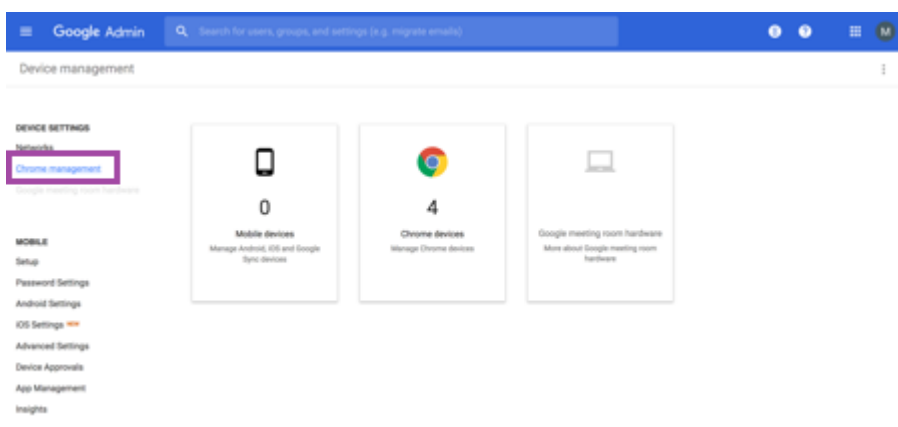 Google Admin
Search for users, groups, and settings (e.g. migrate emails)
M
Device management
DEVICE SETTINGS
Networks
Chrome management
Google meeting room hardware
MOBILE
Setup
Password Settings
Android Settings
iOS Settings NEW
Advanced Settings
Device Approvals
App Management
Insights
0
Mobile devices
Manage Android, iOS and Google
Sync devices
4
Chrome devices
Manage Chrome devices
Google meeting room hardware
More about Google meeting room
hardware